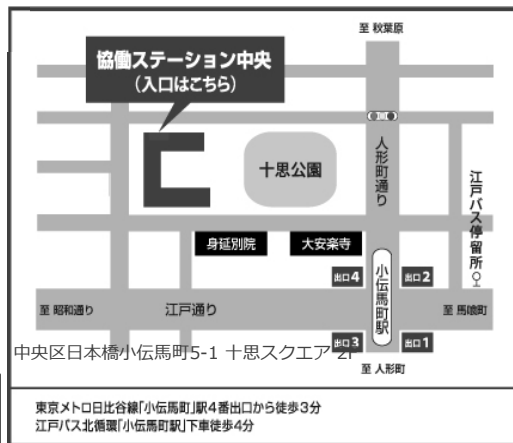 至 秋葉原
協働ステーション中央
（入口はこちら）
人形町通り
十思公園
江戸バス停留所
身延別院
大安楽寺
出口4
小伝馬町駅
出口2
至 昭和通り
江戸通り
至 馬喰町
出口3
出口1
中央区日本橋小伝馬町5-1 十思スクエア 2F
至 人形町
東京メトロ日比谷線「小伝馬町」駅４番出口から徒歩３分
江戸バス北循環「小伝馬町駅」下車徒歩4分